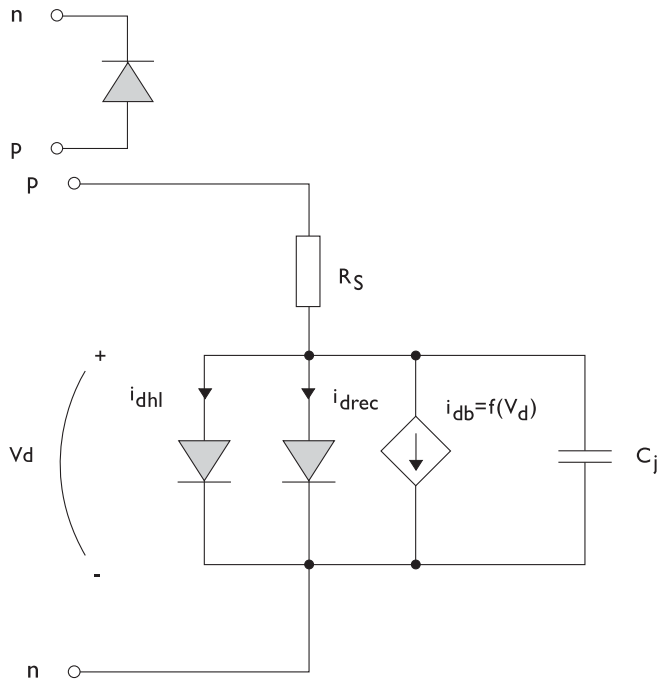 n
p
p
R_S
+
i_dhl
i_drec
i_db=f(V_d)
Vd
C_j
-
n